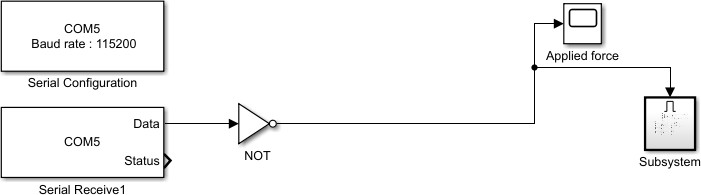 COM5
Baud rate : 115200
Serial Configuration
Applied force
Data
COM5
Status
NOT
Serial Receive1
Subsystem